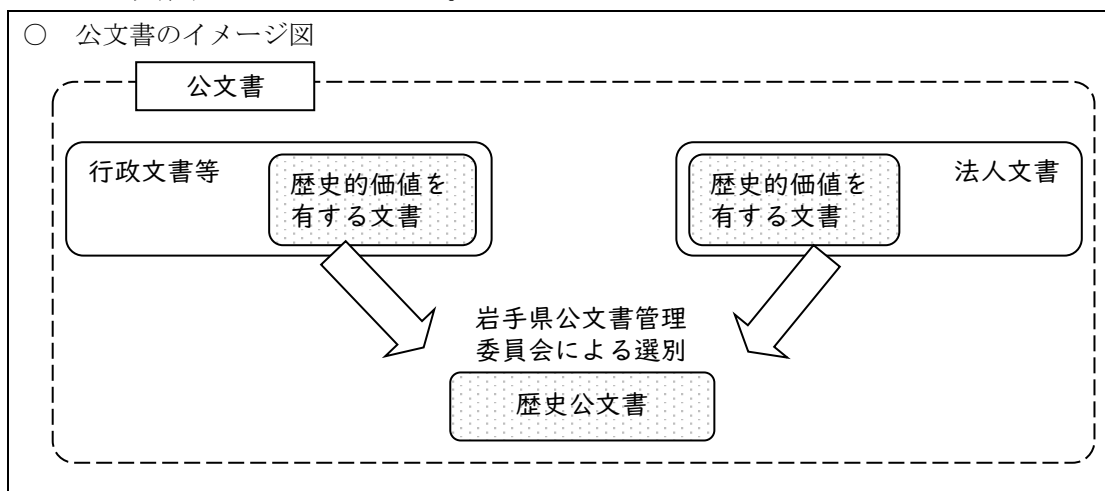 ○ 公文書のイメージ図
公文書
行政文書等
歴史的価値を
有する文書
歴史的価値を
有する文書
法人文書
岩手県公文書管理
委員会による選別
歴史公文書